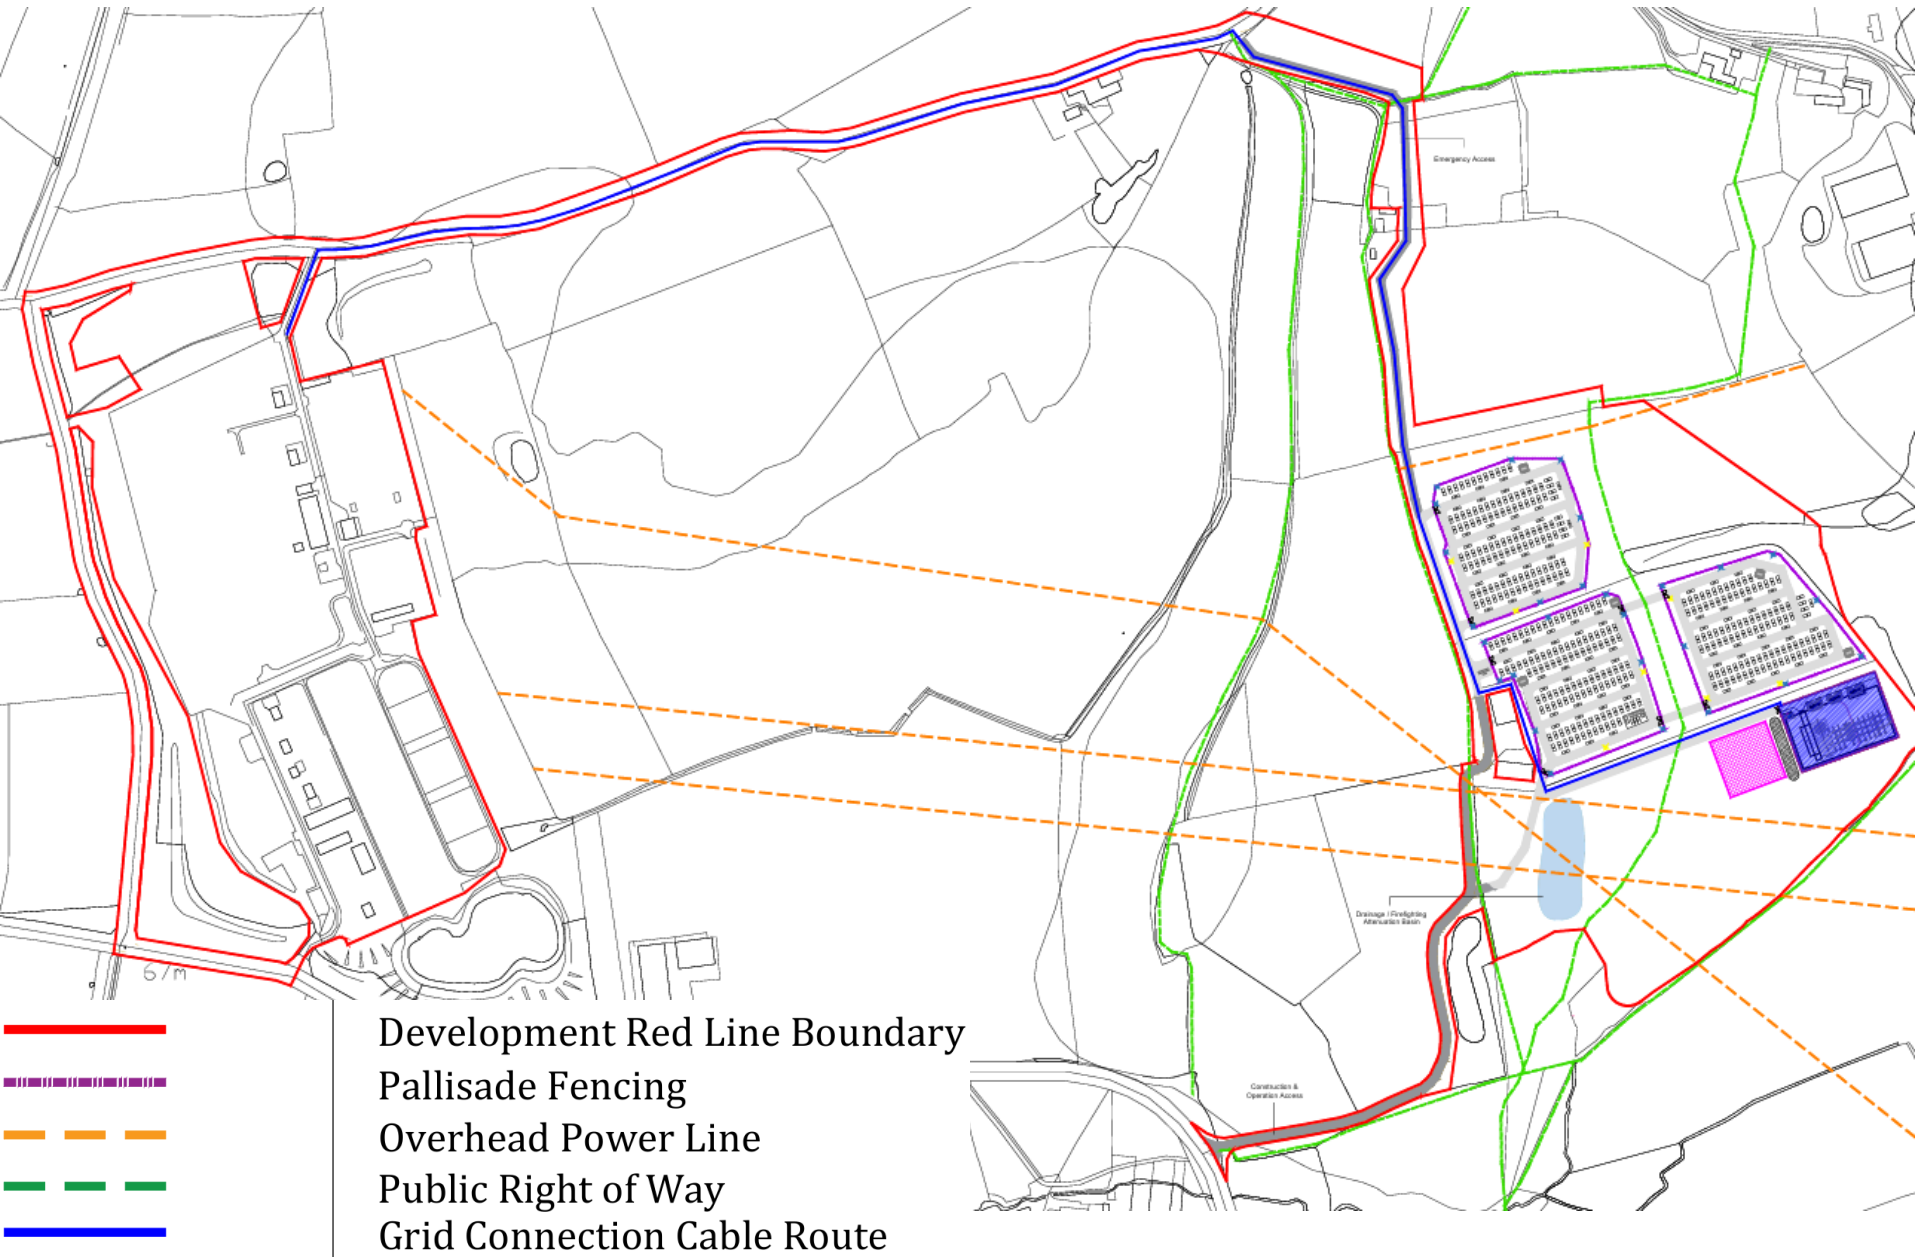 Emergency Access
Drainage / Firefighting
Attenuation Basin
67m
Construction &
Operation Access
Development Red Line Boundary
Pallisade Fencing
Overhead Power Line
Public Right of Way
Grid Connection Cable Route